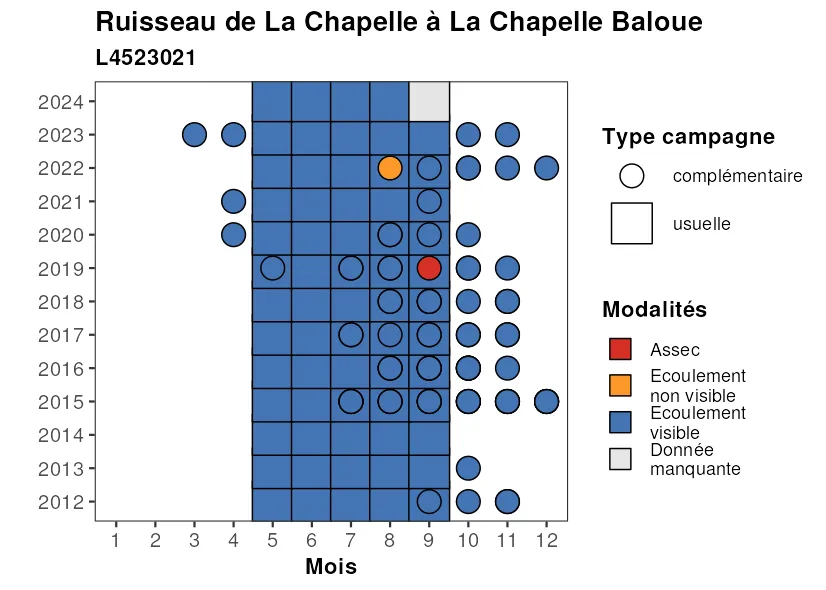 Ruisseau de La Chapelle à La Chapelle Baloue
L4523021
2024
2023
2022
2021
2020
2019
2018
2017
2016
2015
2014
2013
2012
1 2 3 4 5 6 7 8 9 10 11 12
Mois
Type campagne
complémentaire
usuelle
Modalités
Assec
Ecoulement
non visible
Ecoulement
visible
Donnée
manquante